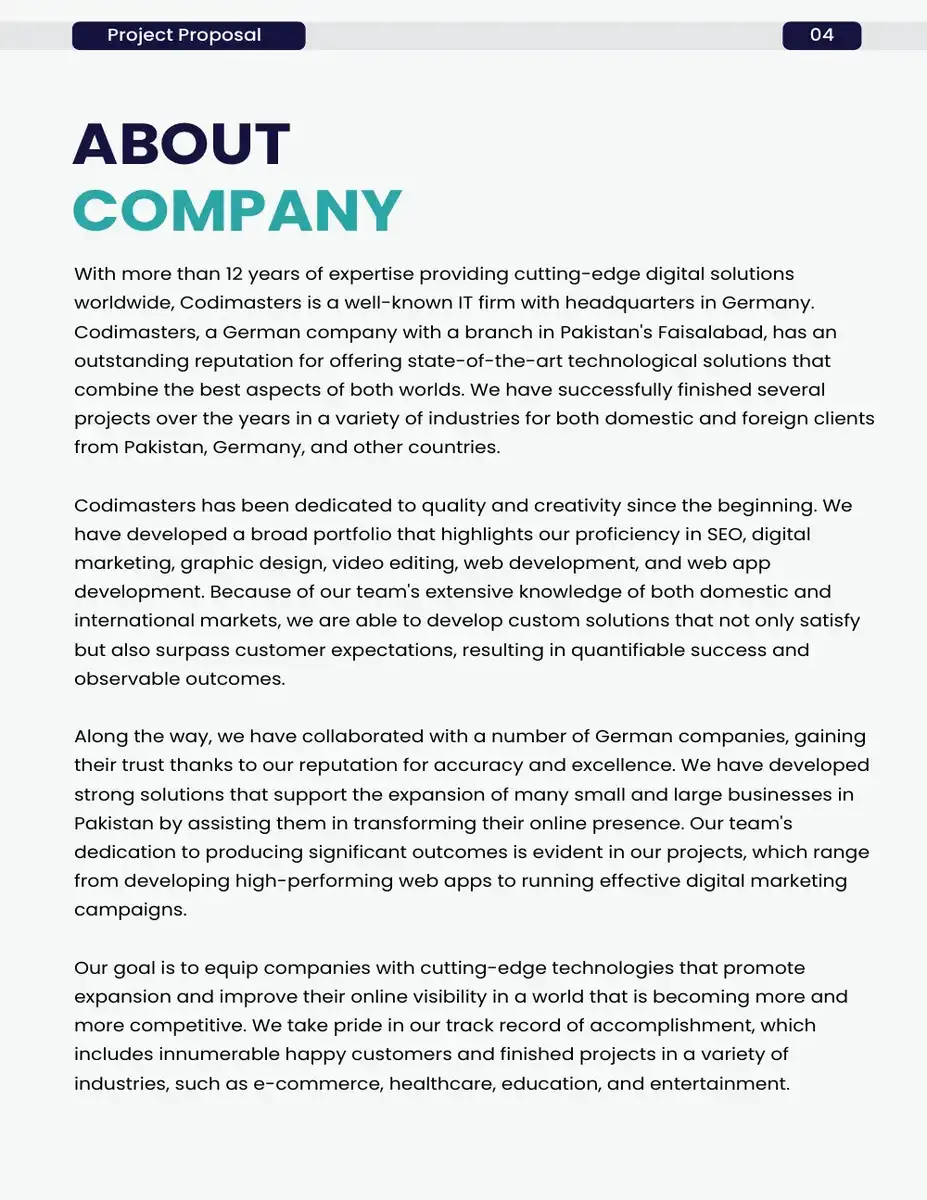 Project Proposal
04
ABOUT
COMPANY
With more than 12 years of expertise providing cutting-edge digital solutions
worldwide, Codimasters is a well-known IT firm with headquarters in Germany.
Codimasters, a German company with a branch in Pakistan's Faisalabad, has an
outstanding reputation for offering state-of-the-art technological solutions that
combine the best aspects of both worlds. We have successfully finished several
projects over the years in a variety of industries for both domestic and foreign clients
from Pakistan, Germany, and other countries.
Codimasters has been dedicated to quality and creativity since the beginning. We
have developed a broad portfolio that highlights our proficiency in SEO, digital
marketing, graphic design, video editing, web development, and web app
development. Because of our team's extensive knowledge of both domestic and
international markets, we are able to develop custom solutions that not only satisfy
but also surpass customer expectations, resulting in quantifiable success and
observable outcomes.
Along the way, we have collaborated with a number of German companies, gaining
their trust thanks to our reputation for accuracy and excellence. We have developed
strong solutions that support the expansion of many small and large businesses in
Pakistan by assisting them in transforming their online presence. Our team's
dedication to producing significant outcomes is evident in our projects, which range
from developing high-performing web apps to running effective digital marketing
campaigns.
Our goal is to equip companies with cutting-edge technologies that promote
expansion and improve their online visibility in a world that is becoming more and
more competitive. We take pride in our track record of accomplishment, which
includes innumerable happy customers and finished projects in a variety of
industries, such as e-commerce, healthcare, education, and entertainment.